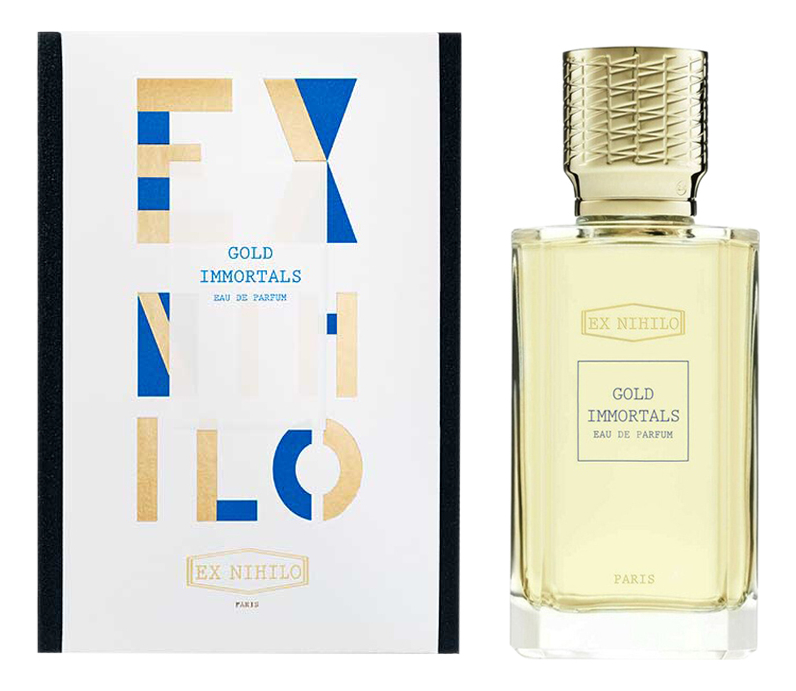 EX
NIHILO
GOLD
IMMORTALS
EAU DE PARFUM
EX NIHILO
PARIS
EX NIHILO
GOLD
IMMORTALS
EAU DE PARFUM
PARIS